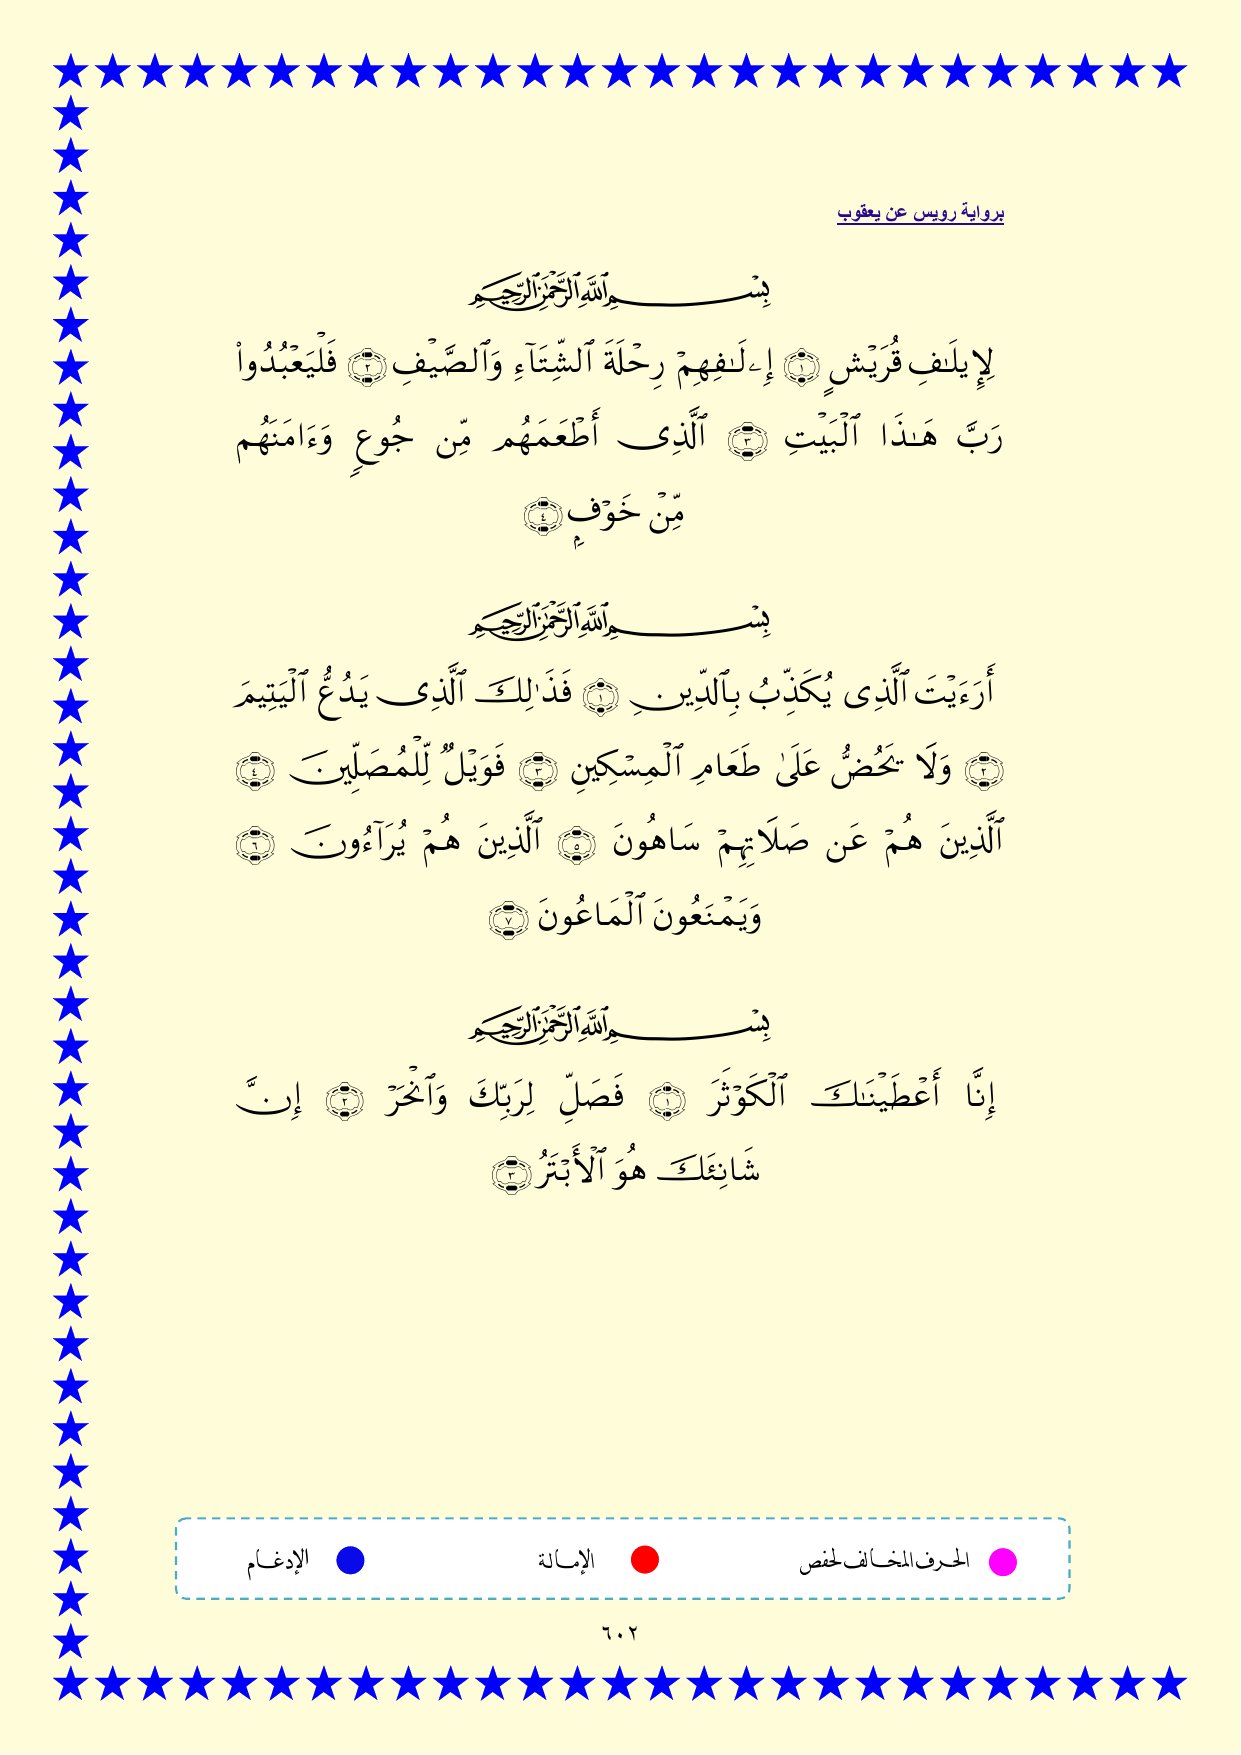 برواية رويس عن يعقوب
بِسْمِ ٱللَّهِ ٱلرَّحْمَٰنِ ٱلرَّحِيمِ
لِإِيلَـٰفِ قُرَيْشٍ ١ إِۦلَـٰفِهِمْ رِحْلَةَ ٱلشِّتَآءِ وَٱلصَّيْفِ ٢ فَلْيَعْبُدُوا۟
رَبَّ هَـٰذَا ٱلْبَيْتِ ٣ ٱلَّذِى أَطْعَمَهُم مِّن جُوعٍ وَءَامَنَهُم
مِّنْ خَوْفٍۭ ٤
بِسْمِ ٱللَّهِ ٱلرَّحْمَٰنِ ٱلرَّحِيمِ
أَرَءَيْتَ ٱلَّذِى يُكَذِّبُ بِٱلدِّينِ ١ فَذَٰلِكَ ٱلَّذِى يَدُعُّ ٱلْيَتِيمَ
٢ وَلَا يَحُضُّ عَلَىٰ طَعَامِ ٱلْمِسْكِينِ ٣ فَوَيْلٌ لِّلْمُصَلِّينَ ٤
ٱلَّذِينَ هُمْ عَن صَلَاتِهِمْ سَاهُونَ ٥ ٱلَّذِينَ هُمْ يُرَآءُونَ ٦
وَيَمْنَعُونَ ٱلْمَاعُونَ ٧
بِسْمِ ٱللَّهِ ٱلرَّحْمَٰنِ ٱلرَّحِيمِ
إِنَّا أَعْطَيْنَـٰكَ ٱلْكَوْثَرَ ١ فَصَلِّ لِرَبِّكَ وَٱنْحَرْ ٢ إِنَّ
شَانِئَكَ هُوَ ٱلْأَبْتَرُ ٣
الحرف المخالف لحفص الإمالة الإدغام
٦٠٢